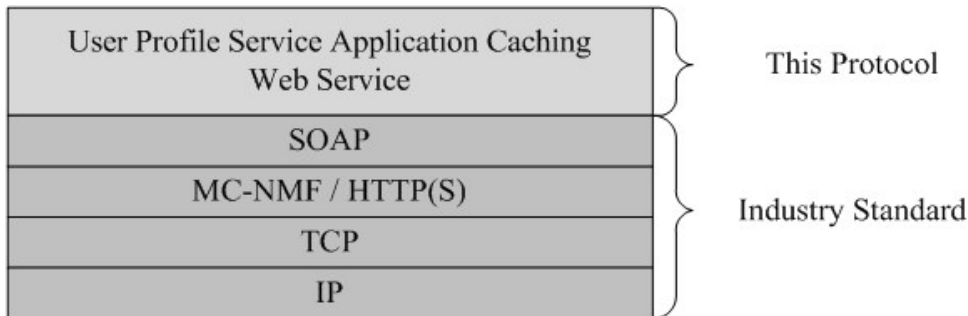 User Profile Service Application Caching
Web Service
This Protocol
SOAP
MC-NMF / HTTP(S)
TCP
IP
Industry Standard